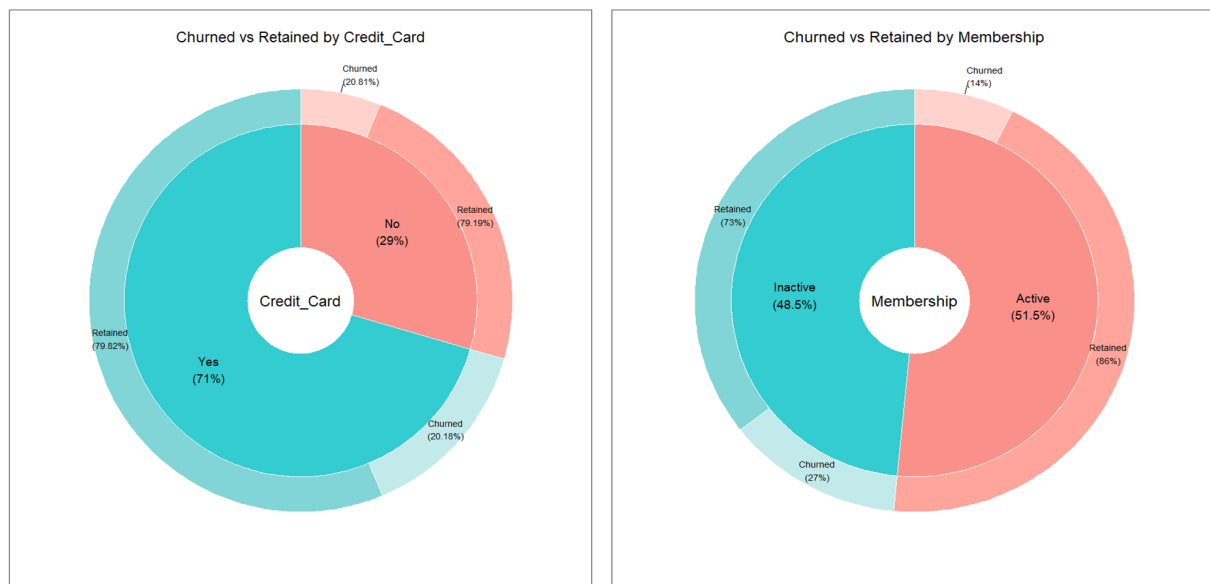 Churned vs Retained by Credit_Card
Churned
(20.81%)
No
(29%)
Retained
(79.19%)
Credit_Card
Retained
(79.82%)
Yes
(71%)
Churned
(20.18%)
Churned vs Retained by Membership
Churned
(14%)
Retained
(73%)
Inactive
(48.5%)
Membership
Active
(51.5%)
Retained
(86%)
Churned
(27%)